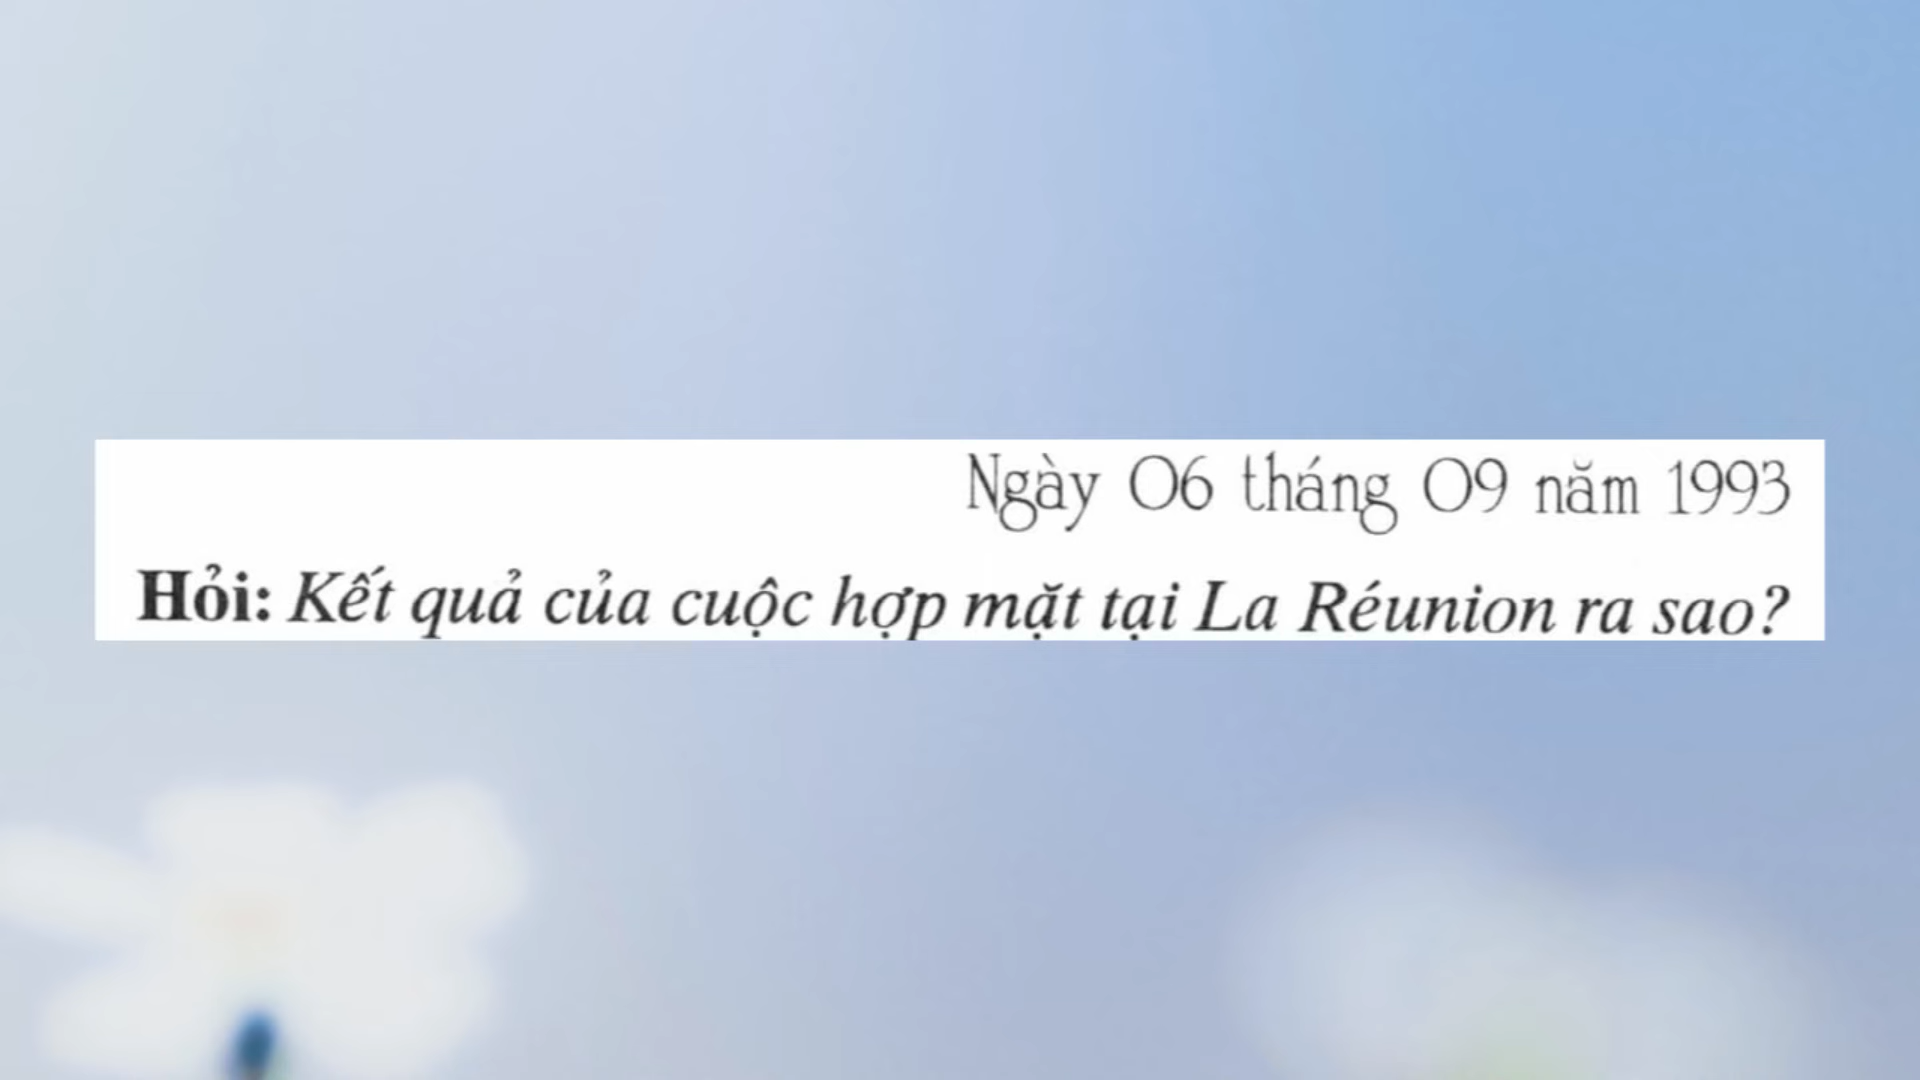 Ngày 06 tháng 09 năm 1993
Hỏi: Kết quả của cuộc hợp mặt tại La Réunion ra sao?